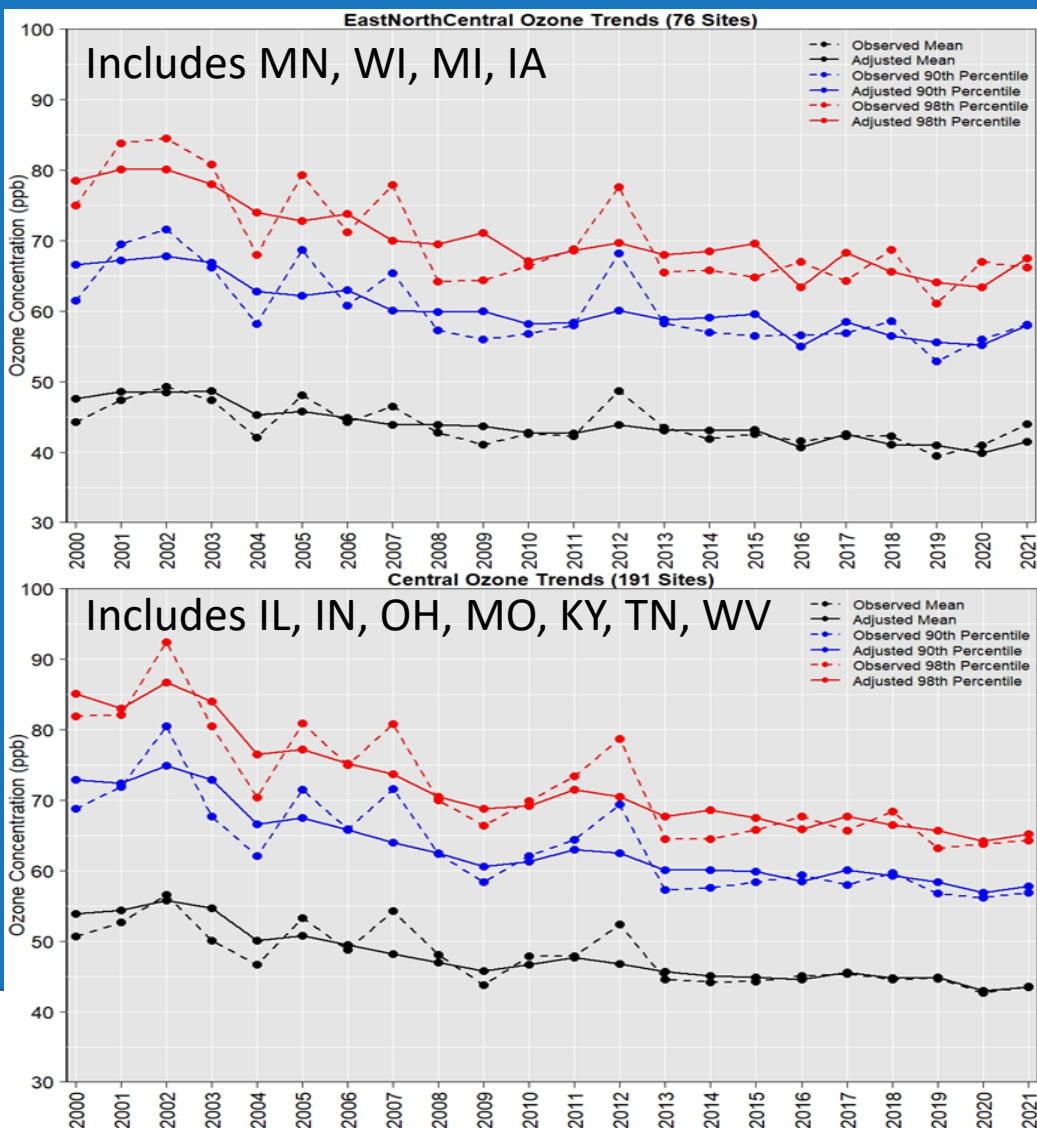 EastNorthCentral Ozone Trends (76 Sites)
Includes MN, WI, MI, IA
Observed Mean
Adjusted Mean
Observed 90th Percentile
Adjusted 90th Percentile
Observed 98th Percentile
Adjusted 98th Percentile
Ozone Concentration (ppb)
100
90
80
70
60
50
40
30
2000 2001 2002 2003 2004 2005 2006 2007 2008 2009 2010 2011 2012 2013 2014 2015 2016 2017 2018 2019 2020 2021
Central Ozone Trends (191 Sites)
Includes IL, IN, OH, MO, KY, TN, WV
Observed Mean
Adjusted Mean
Observed 90th Percentile
Adjusted 90th Percentile
Observed 98th Percentile
Adjusted 98th Percentile
Ozone Concentration (ppb)
100
90
80
70
60
50
40
30
2000 2001 2002 2003 2004 2005 2006 2007 2008 2009 2010 2011 2012 2013 2014 2015 2016 2017 2018 2019 2020 2021